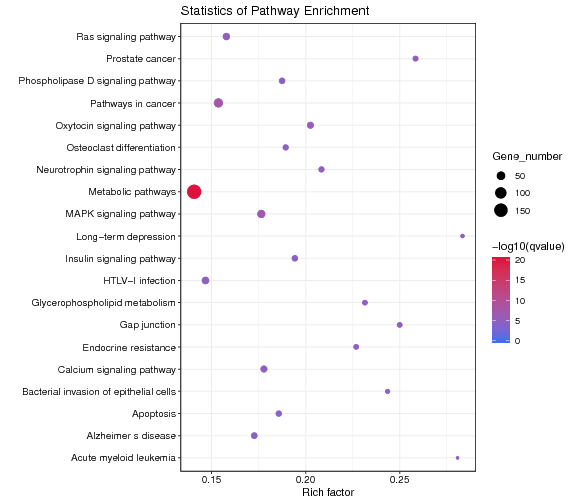 Statistics of Pathway Enrichment
Ras signaling pathway
Prostate cancer
Phospholipase D signaling pathway
Pathways in cancer
Oxytocin signaling pathway
Osteoclast differentiation
Neurotrophin signaling pathway
Metabolic pathways
MAPK signaling pathway
Long−term depression
Insulin signaling pathway
HTLV−I infection
Glycerophospholipid metabolism
Gap junction
Endocrine resistance
Calcium signaling pathway
Bacterial invasion of epithelial cells
Apoptosis
Alzheimer s disease
Acute myeloid leukemia
0.15 0.20 0.25
Rich factor
Gene_number
50
100
150
−log10(qvalue)
20
15
10
5
0